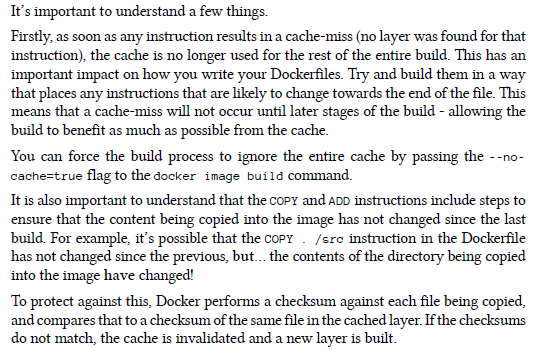 It's important to understand a few things.
Firstly, as soon as any instruction results in a cache-miss (no layer was found for that
instruction), the cache is no longer used for the rest of the entire build. This has an
important impact on how you write your Dockerfiles. Try and build them in a way
that places any instructions that are likely to change towards the end of the file. This
means that a cache-miss will not occur until later stages of the build - allowing the
build to benefit as much as possible from the cache.
You can force the build process to ignore the entire cache by passing the --no-
cache=true flag to the docker image build command.
It is also important to understand that the COPY and ADD instructions include steps to
ensure that the content being copied into the image has not changed since the last
build. For example, it's possible that the COPY . /src instruction in the Dockerfile
has not changed since the previous, but... the contents of the directory being copied
into the image have changed!
To protect against this, Docker performs a checksum against each file being copied,
and compares that to a checksum of the same file in the cached layer. If the checksums
do not match, the cache is invalidated and a new layer is built.